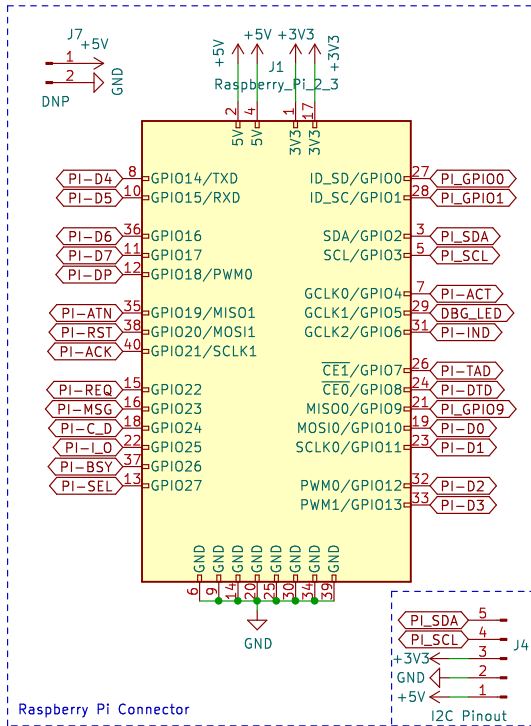 J7
1 +5V
2 GND
DNP
+5V +5V +3V3 +3V3
J1
Raspberry_Pi_2_3
2 4 1 17
5V 5V 3V3 3V3
PI-D4 8 GPIO14/TXD
PI-D5 10 GPIO15/RXD
PI-D6 36 GPIO16
PI-D7 11 GPIO17
PI-DP 12 GPIO18/PWM0
PI-ATN 35 GPIO19/MISO1
PI-RST 38 GPIO20/MOSI1
PI-ACK 40 GPIO21/SCLK1
PI-REQ 15 GPIO22
PI-MSG 16 GPIO23
PI-C_D 18 GPIO24
PI-I_O 22 GPIO25
PI-BSY 37 GPIO26
PI-SEL 13 GPIO27
ID_SD/GPIO0 27 PI_GPIO0
ID_SC/GPIO1 28 PI_GPIO1
SDA/GPIO2 3 PI_SDA
SCL/GPIO3 5 PI_SCL
GCLK0/GPIO4 7 PI-ACT
GCLK1/GPIO5 29 DBG_LED
GCLK2/GPIO6 31 PI-IND
CE1/GPIO7 26 PI-TAD
CE0/GPIO8 24 PI-DTD
MISO0/GPIO9 21 PI_GPIO9
MOSI0/GPIO10 19 PI-D0
SCLK0/GPIO11 23 PI-D1
PWM0/GPIO12 32 PI-D2
PWM1/GPIO13 33 PI-D3
GND GND GND GND GND GND GND GND
6 9 14 20 25 30 34 39
GND
PI_SDA 5
PI_SCL 4
+3V3 3
GND 2
+5V 1
J4
I2C Pinout
Raspberry Pi Connector